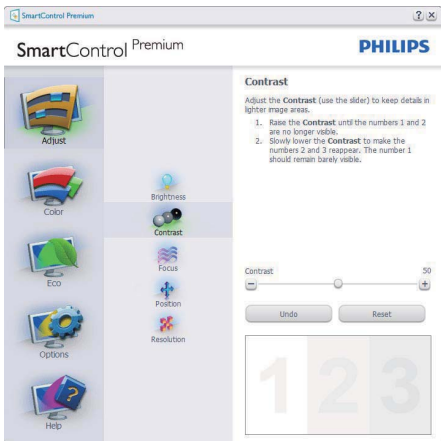 SmartControl Premium
? ×
SmartControl Premium
PHILIPS
Adjust
Color
Eco
Options
Help
Brightness
Contrast
Focus
Position
Resolution
Contrast
Adjust the Contrast (use the slider) to keep details in
lighter image areas.
1. Raise the Contrast until the numbers 1 and 2
are no longer visible.
2. Slowly lower the Contrast to make the
numbers 2 and 3 reappear. The number 1
should remain barely visible.
Contrast 50
Undo Reset
1 2 3